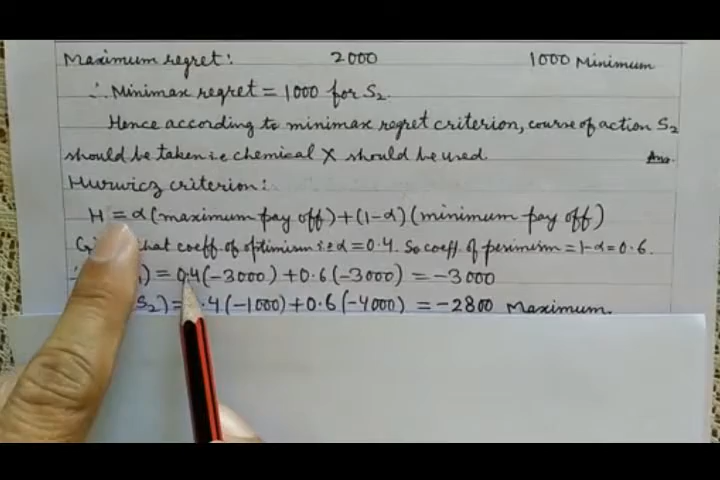 Maximum regret: 2000 1000 Minimum
∴ Minimax regret = 1000 for S₂.
Hence according to minimax regret criterion, course of action S₂
should be taken i.e chemical X should be used. Ans.
Hurwicz criterion:
H = α (maximum pay off) + (1-α) (minimum pay off)
that coeff. of optimism i.e α = 0.4. So coeff. of pessimism = 1-α = 0.6.
) = 0.4 (-3000) + 0.6 (-3000) = -3000
S₂) = .4 (-1000) + 0.6 (-4000) = -2800 Maximum.